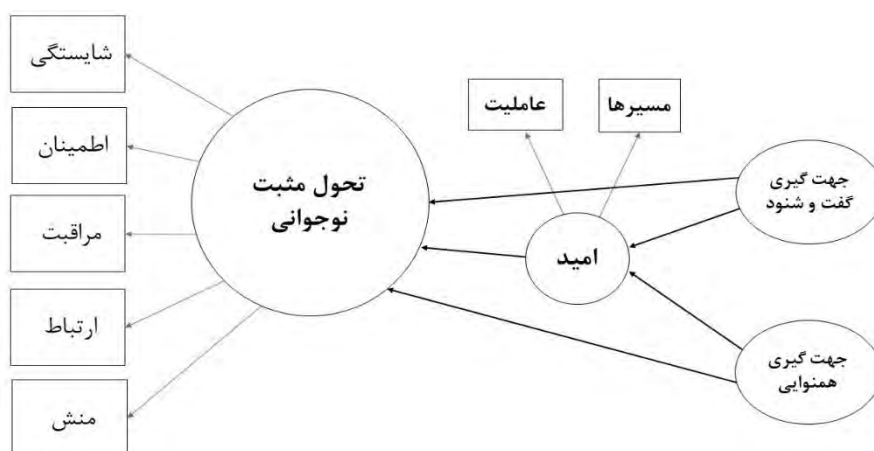 شایستگی
عاملیت
مسیرها
اطمینان
تحول مثبت
نوجوانی
جهت گیری
گفت و شنود
مراقبت
امید
ارتباط
جهت گیری
همنوایی
منش